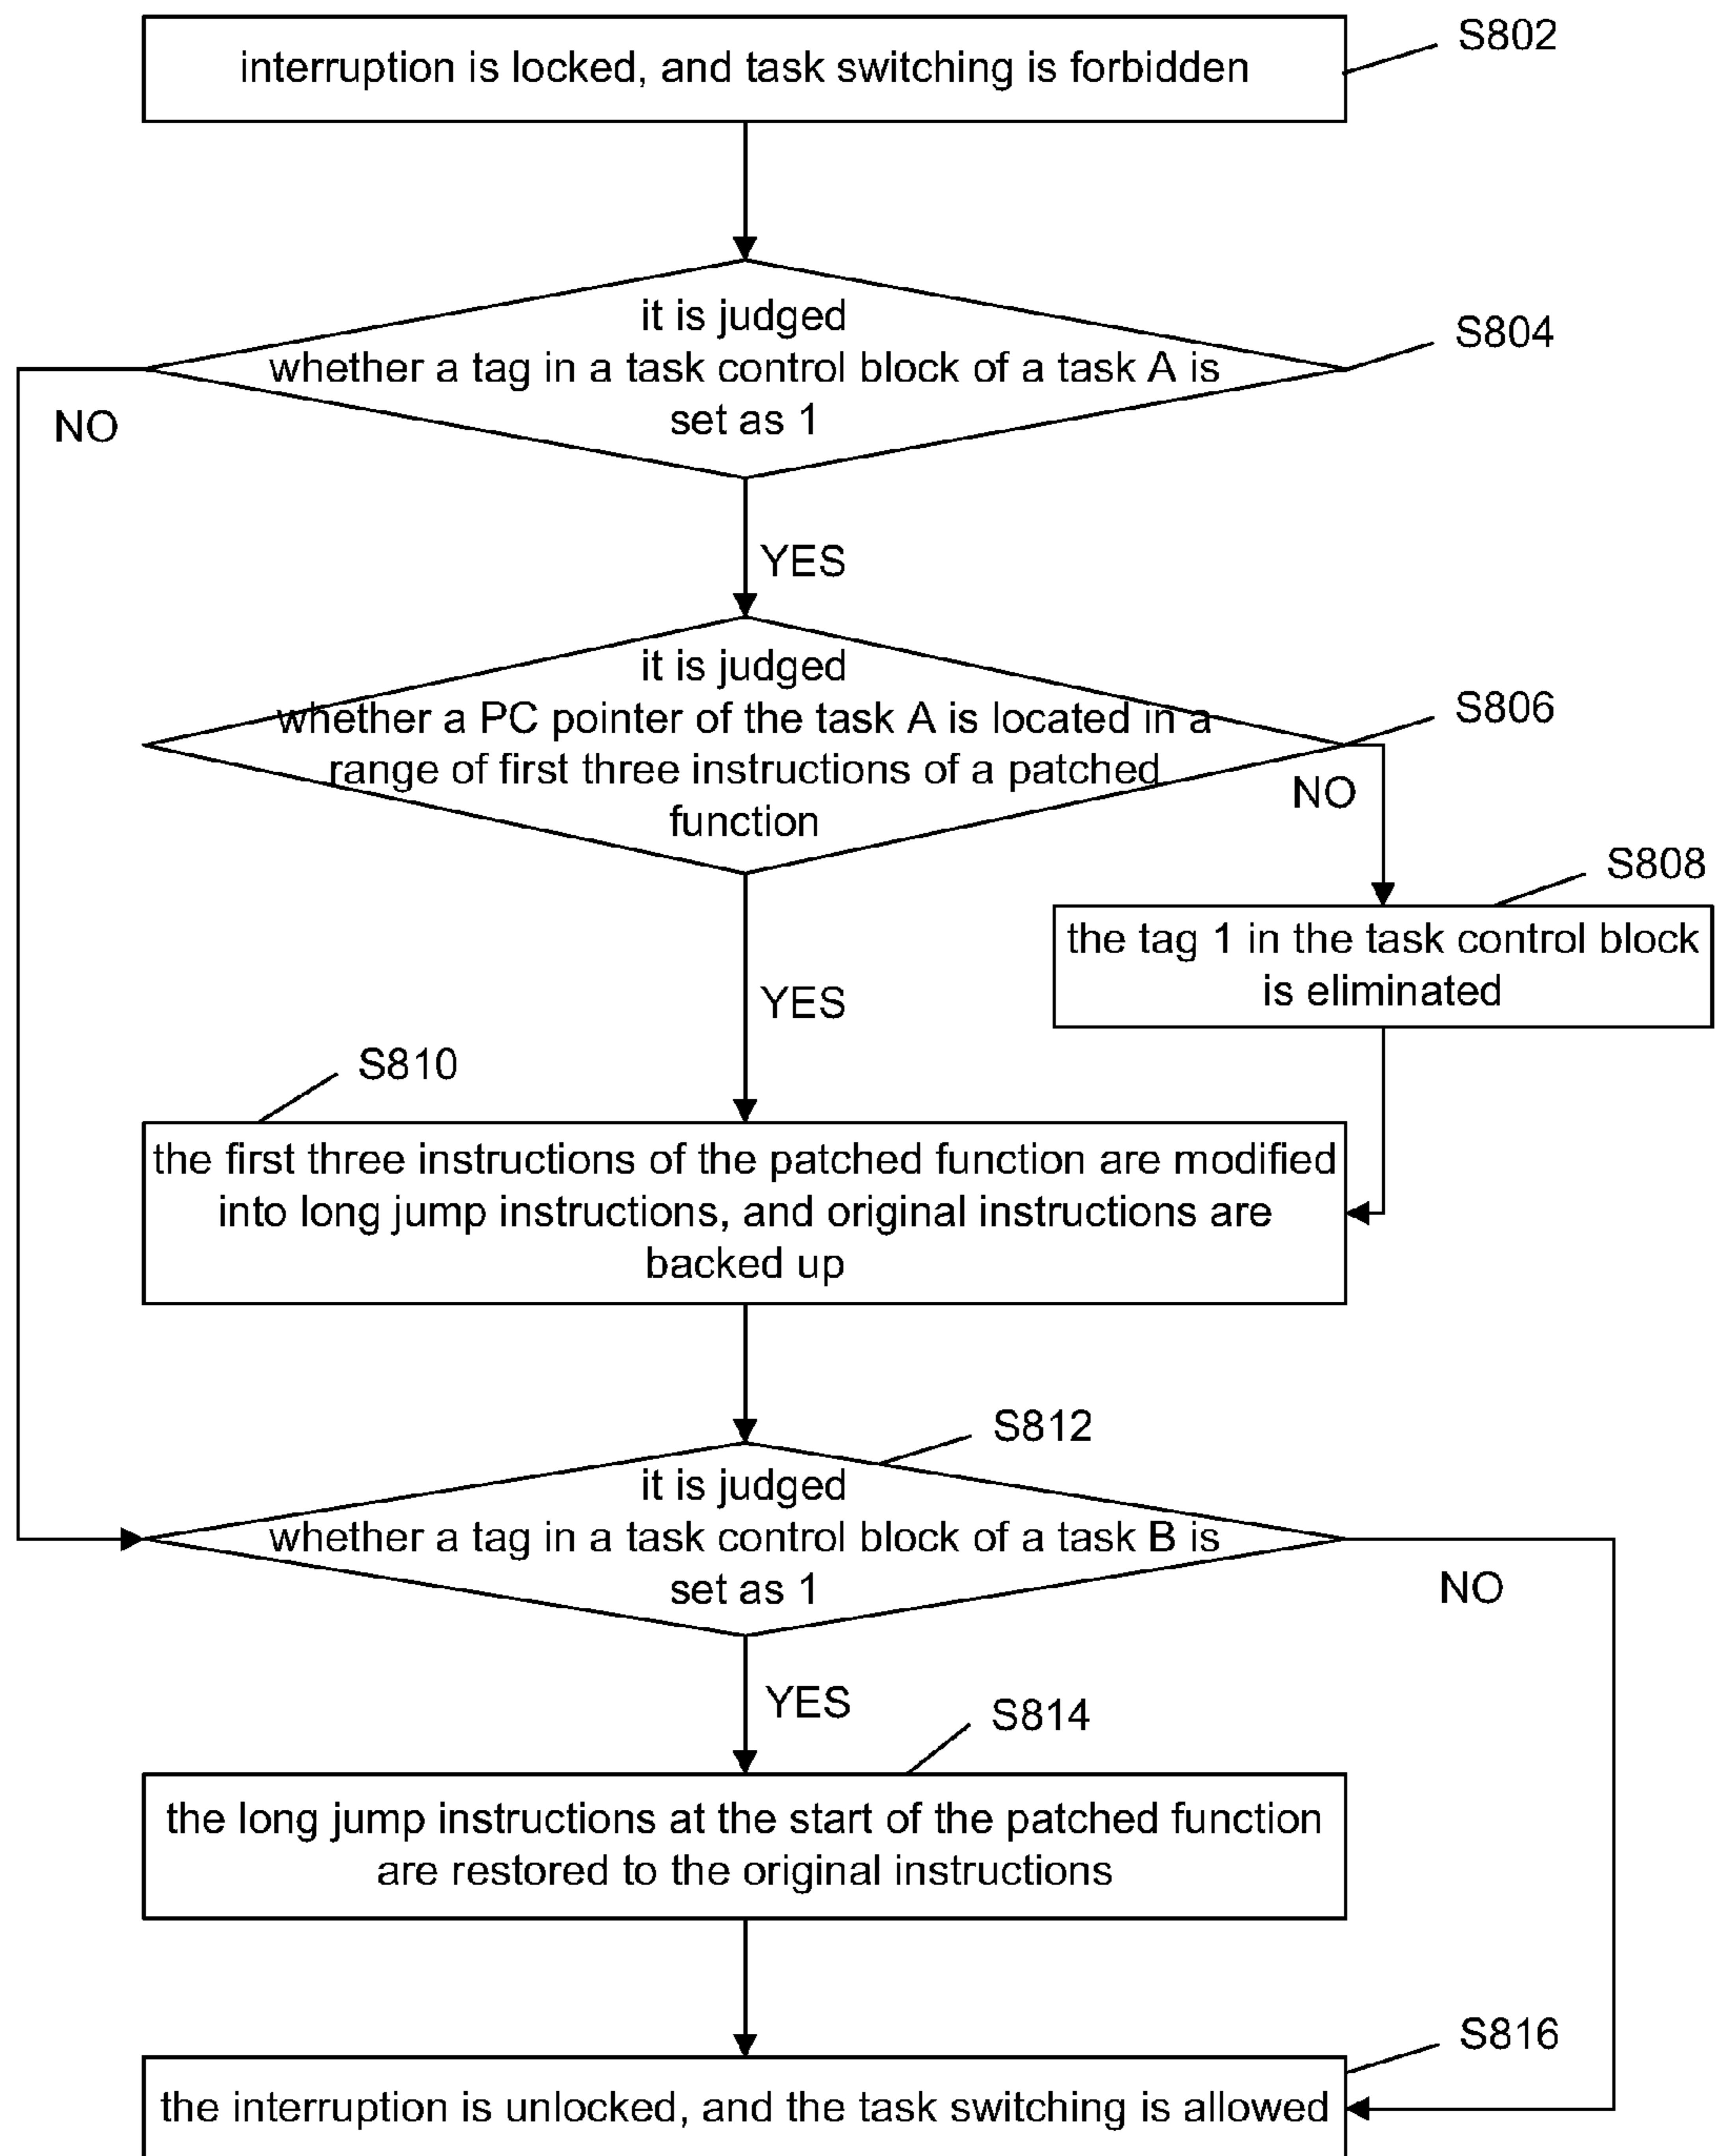 S802
interruption is locked, and task switching is forbidden
it is judged
whether a tag in a task control block of a task A is
set as 1
S804
NO
YES
it is judged
whether a PC pointer of the task A is located in a
range of first three instructions of a patched
function
S806
NO
S808
the tag 1 in the task control block
is eliminated
YES
S810
the first three instructions of the patched function are modified
into long jump instructions, and original instructions are
backed up
S812
it is judged
whether a tag in a task control block of a task B is
set as 1
NO
YES
S814
the long jump instructions at the start of the patched function
are restored to the original instructions
S816
the interruption is unlocked, and the task switching is allowed